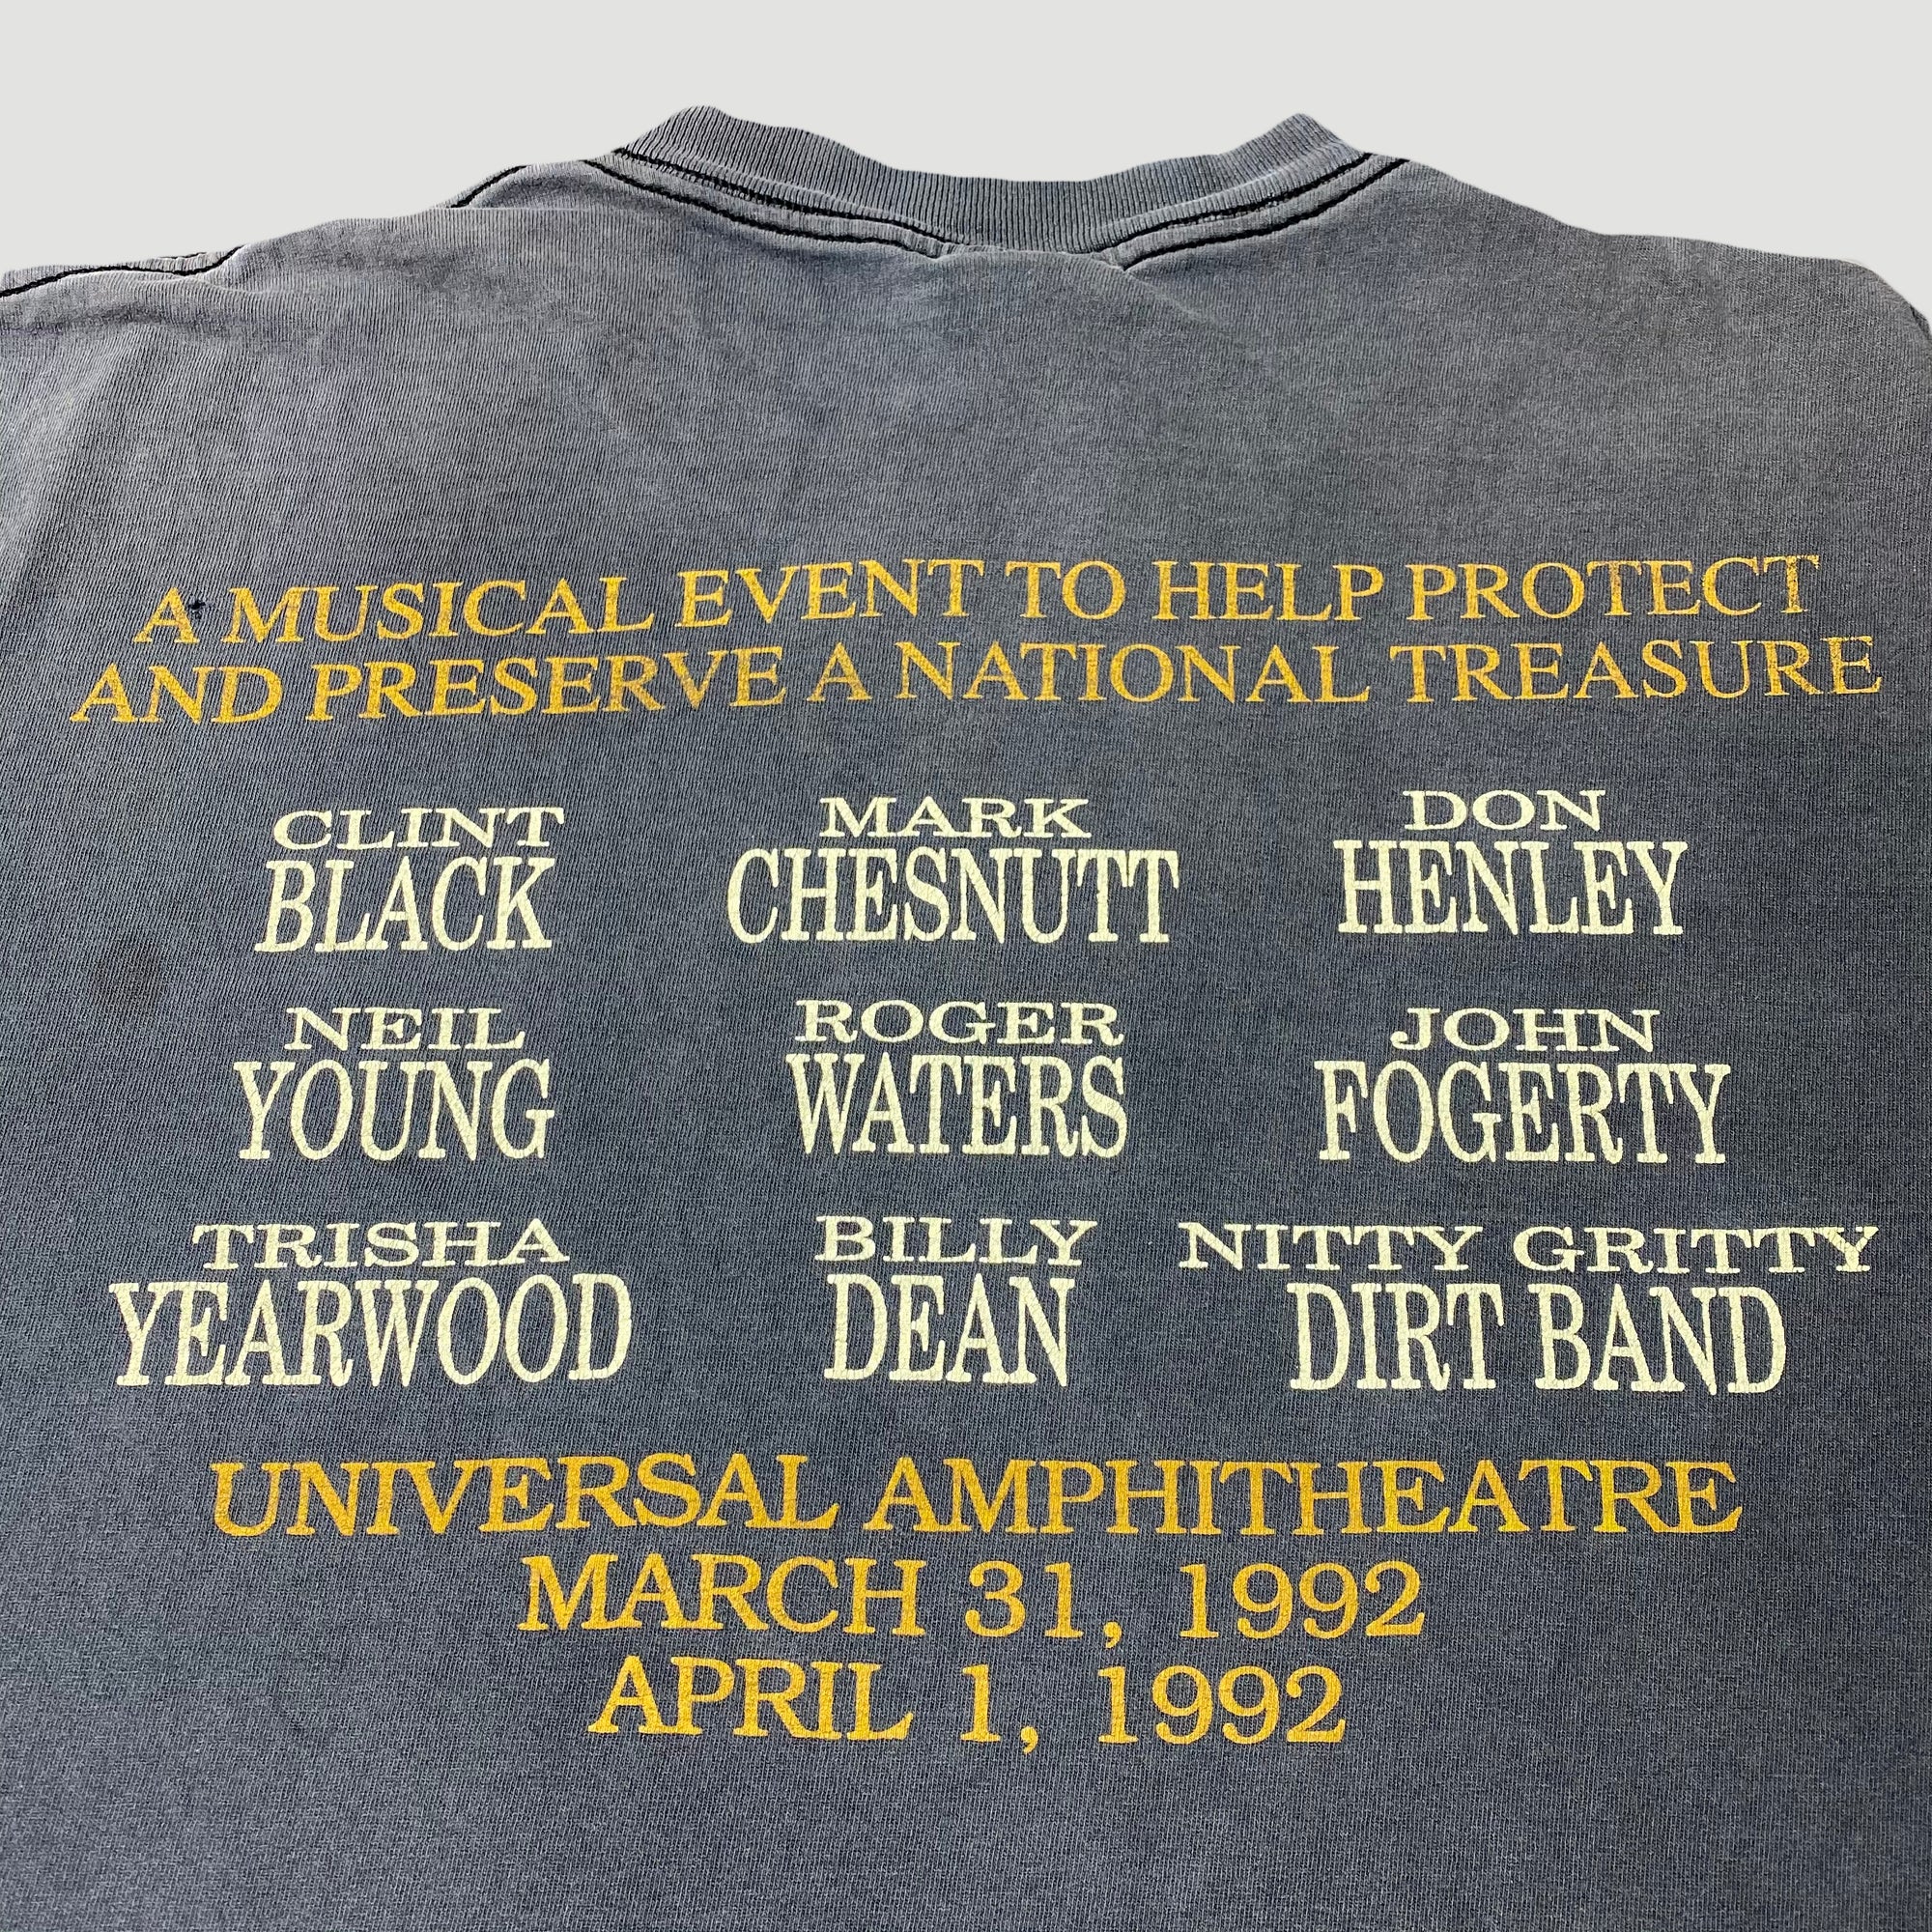 A MUSICAL EVENT TO HELP PROTECT
AND PRESERVE A NATIONAL TREASURE
CLINT
BLACK
MARK
CHESNUTT
DON
HENLEY
NEIL
YOUNG
ROGER
WATERS
JOHN
FOGERTY
TRISHA
YEARWOOD
BILLY
DEAN
NITTY GRITTY
DIRT BAND
UNIVERSAL AMPHITHEATRE
MARCH 31, 1992
APRIL 1, 1992